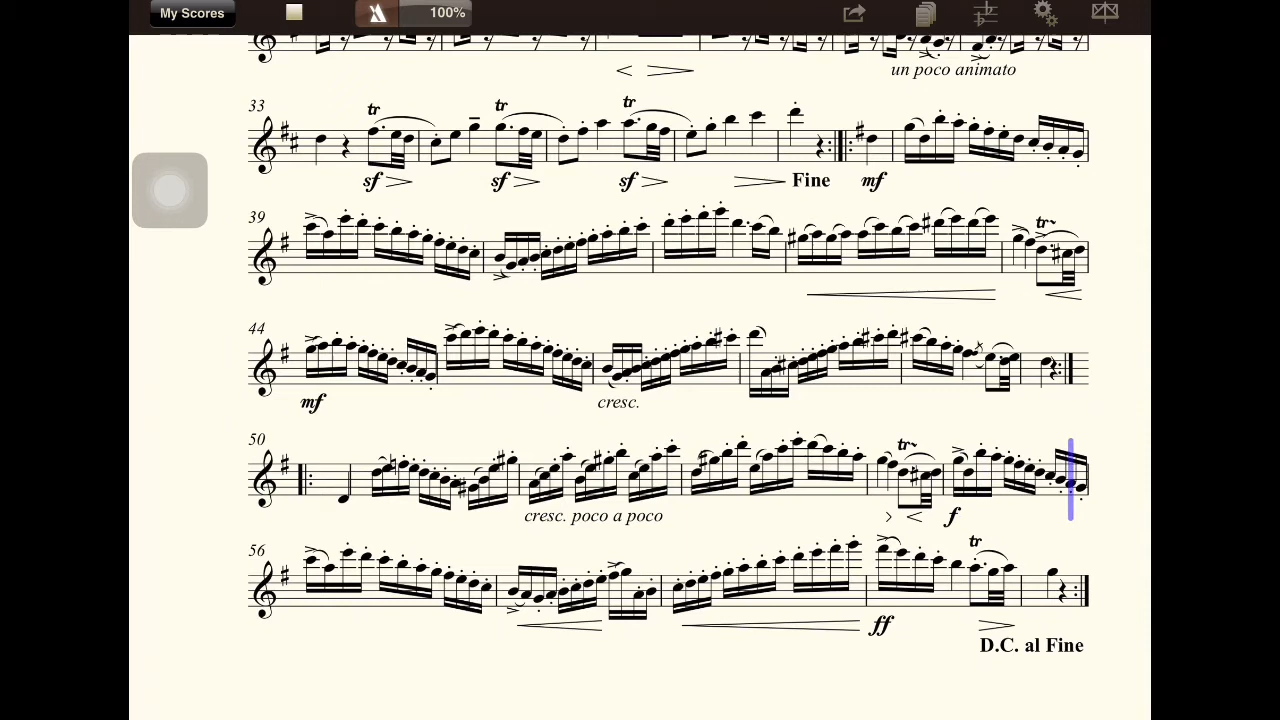 My Scores 100%
un poco animato
33 tr tr tr
sf sf sf Fine mf
39 tr
44
mf cresc.
50 tr
cresc. poco a poco f
56 tr
ff
D.C. al Fine